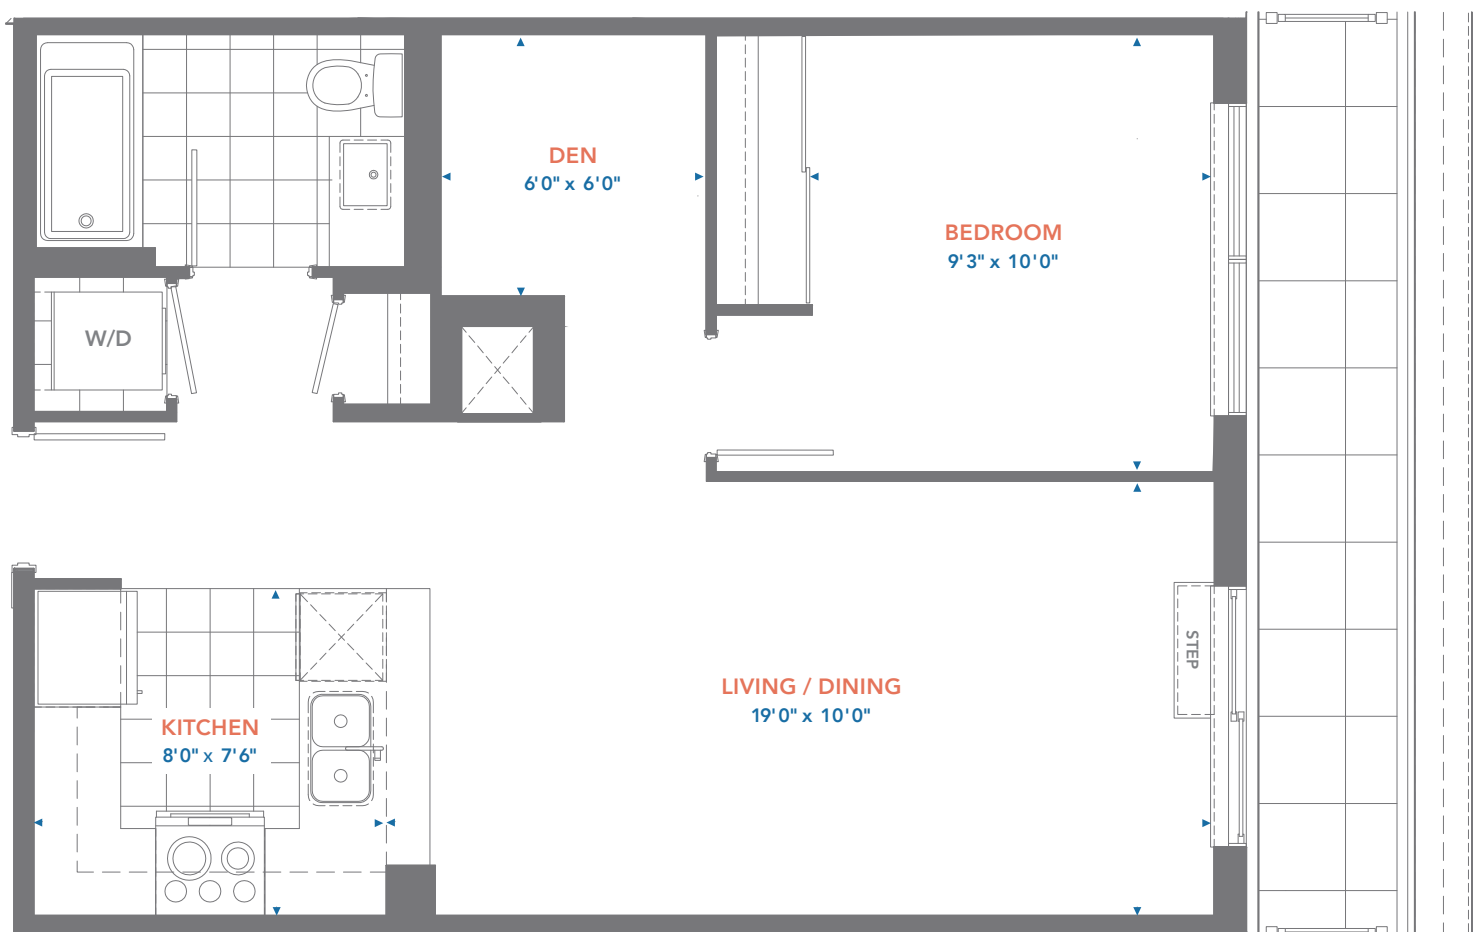 DEN
6'0" x 6'0"
BEDROOM
9'3" x 10'0"
W/D
STEP
LIVING / DINING
19'0" x 10'0"
KITCHEN
8'0" x 7'6"